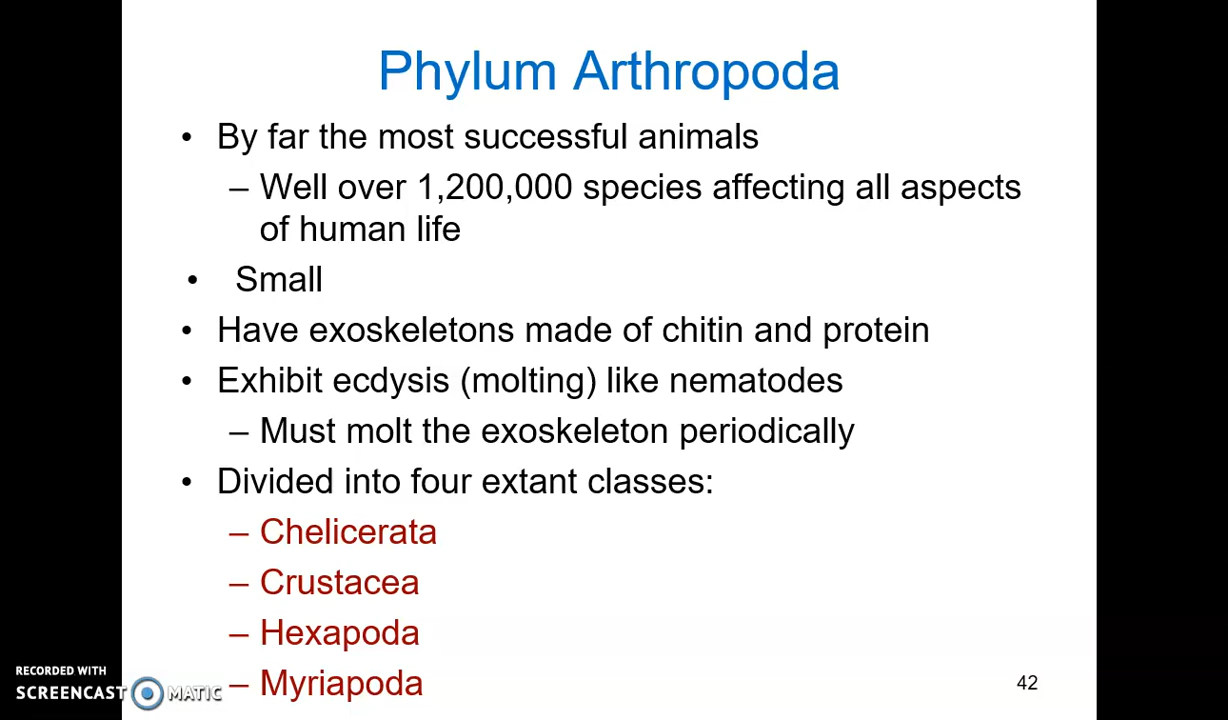 Phylum Arthropoda
• By far the most successful animals
– Well over 1,200,000 species affecting all aspects
of human life
• Small
• Have exoskeletons made of chitin and protein
• Exhibit ecdysis (molting) like nematodes
– Must molt the exoskeleton periodically
• Divided into four extant classes:
– Chelicerata
– Crustacea
– Hexapoda
– Myriapoda
42
RECORDED WITH
SCREENCAST MATIC